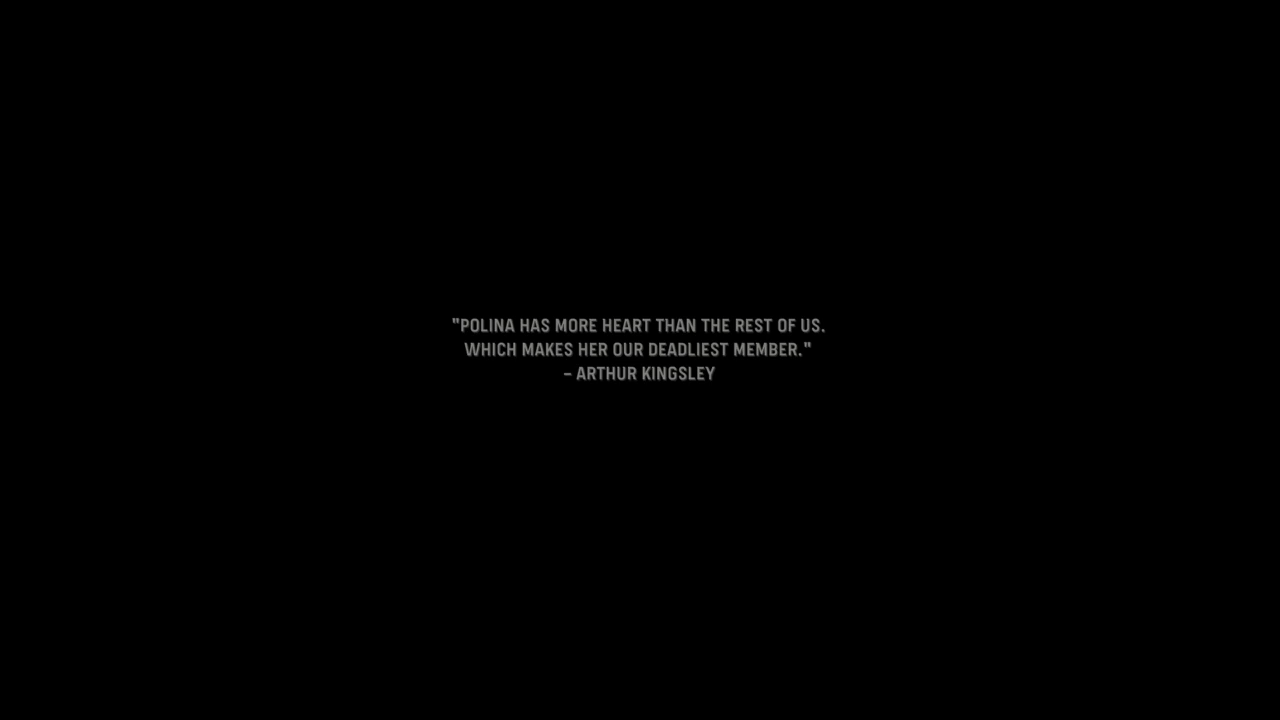 "POLINA HAS MORE HEART THAN THE REST OF US.
WHICH MAKES HER OUR DEADLIEST MEMBER."
– ARTHUR KINGSLEY